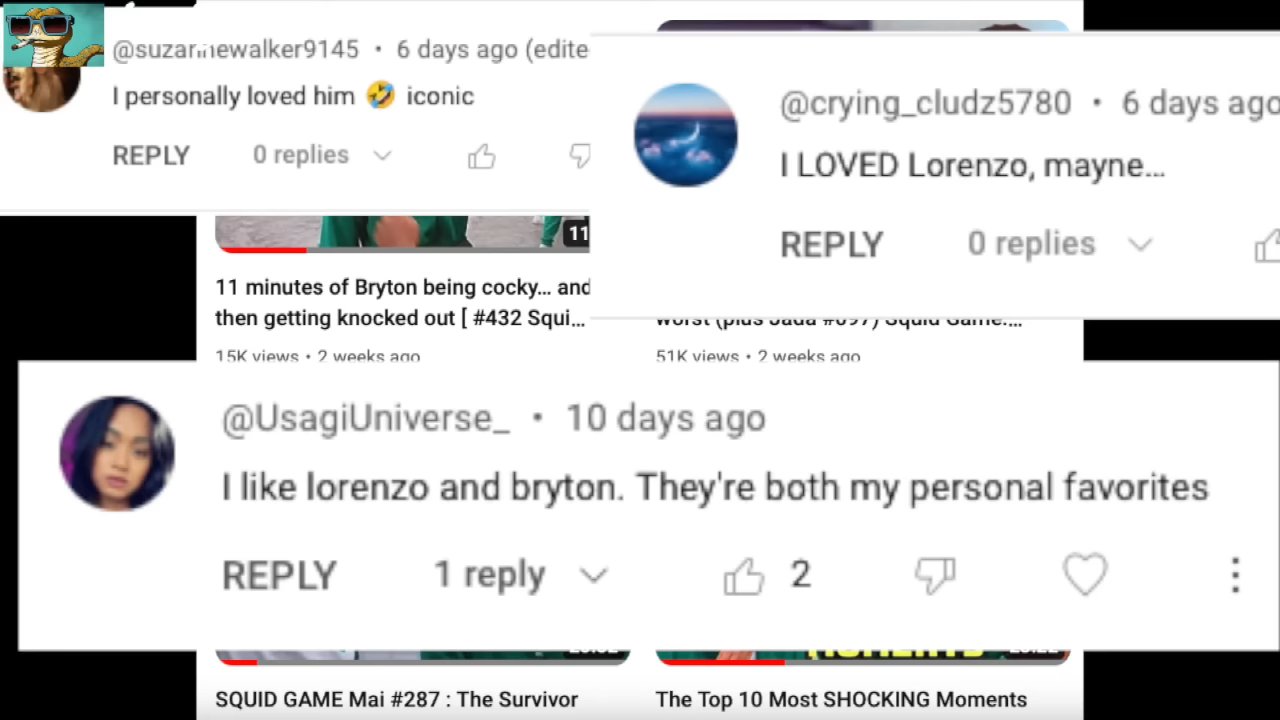 @suzannewalker9145 • 6 days ago (edite
I personally loved him 🤣 iconic
REPLY 0 replies
@crying_cludz5780 • 6 days ago
I LOVED Lorenzo, mayne...
REPLY 0 replies
11
11 minutes of Bryton being cocky... and
then getting knocked out [ #432 Squi...
15K views • 2 weeks ago
worst (plus Jada #097) Squid Game:...
51K views • 2 weeks ago
@UsagiUniverse_ • 10 days ago
I like lorenzo and bryton. They're both my personal favorites
REPLY 1 reply 2
SQUID GAME Mai #287 : The Survivor
The Top 10 Most SHOCKING Moments